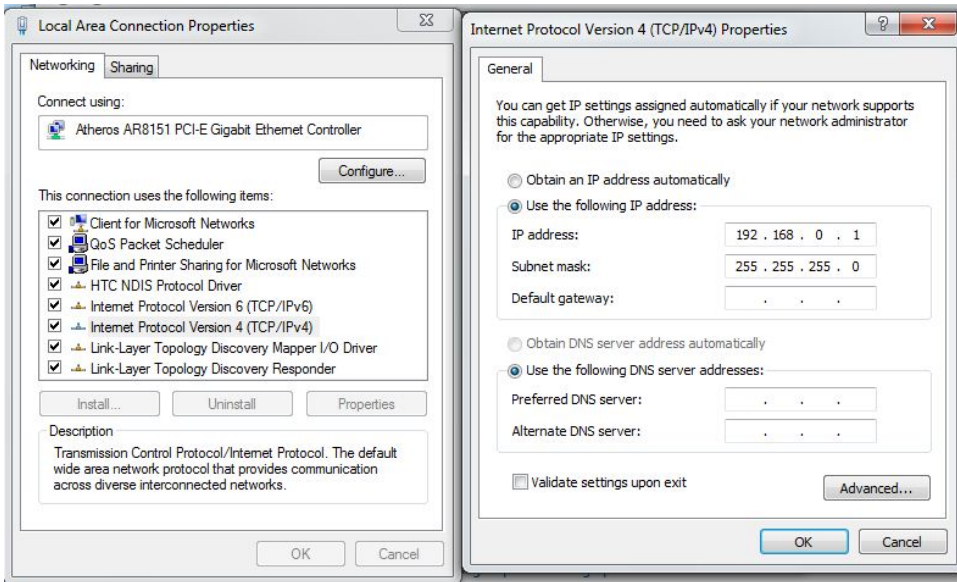 Local Area Connection Properties
Networking
Sharing
Connect using:
Atheros AR8151 PCI-E Gigabit Ethernet Controller
Configure...
This connection uses the following items:
Client for Microsoft Networks
QoS Packet Scheduler
File and Printer Sharing for Microsoft Networks
HTC NDIS Protocol Driver
Internet Protocol Version 6 (TCP/IPv6)
Internet Protocol Version 4 (TCP/IPv4)
Link-Layer Topology Discovery Mapper I/O Driver
Link-Layer Topology Discovery Responder
Install...
Uninstall
Properties
Description
Transmission Control Protocol/Internet Protocol. The default
wide area network protocol that provides communication
across diverse interconnected networks.
OK
Cancel
Internet Protocol Version 4 (TCP/IPv4) Properties
General
You can get IP settings assigned automatically if your network supports
this capability. Otherwise, you need to ask your network administrator
for the appropriate IP settings.
Obtain an IP address automatically
Use the following IP address:
IP address:
192 . 168 . 0 . 1
Subnet mask:
255 . 255 . 255 . 0
Default gateway:
. . .
Obtain DNS server address automatically
Use the following DNS server addresses:
Preferred DNS server:
. . .
Alternate DNS server:
. . .
Validate settings upon exit
Advanced...
OK
Cancel